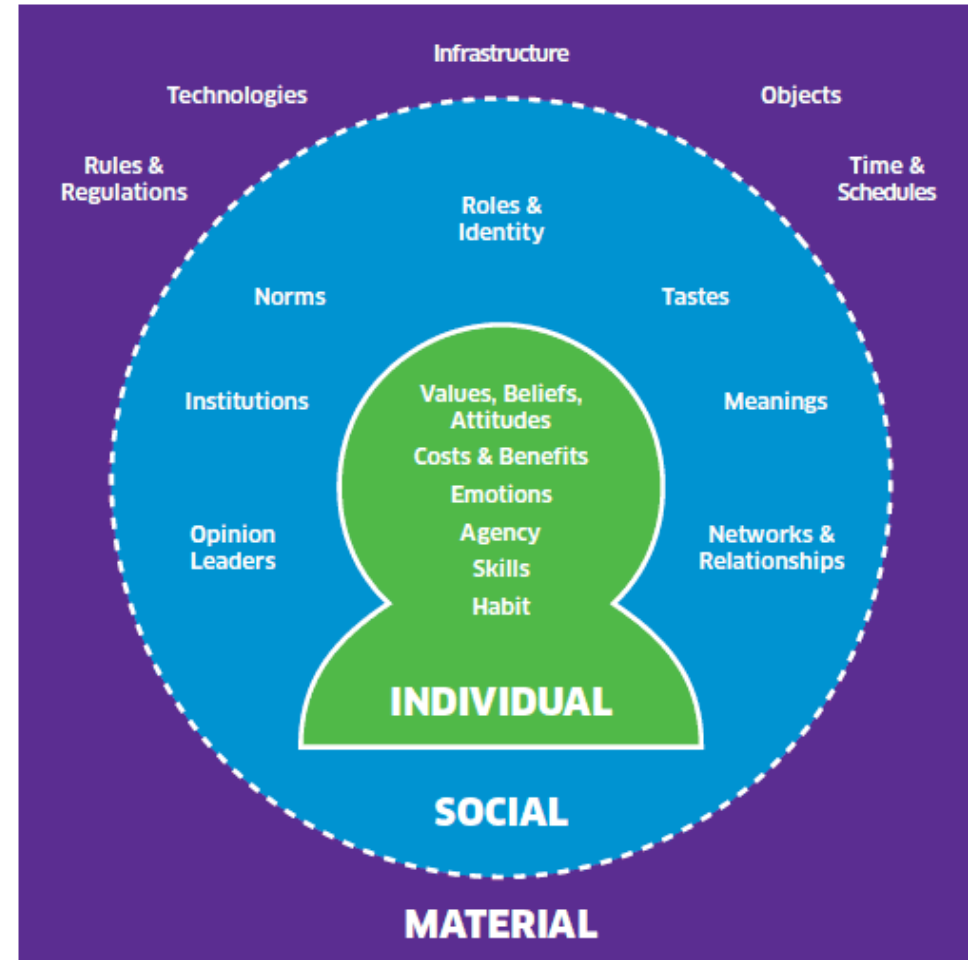 Infrastructure
Technologies
Objects
Rules &
Regulations
Time &
Schedules
Roles &
Identity
Norms
Tastes
Institutions
Meanings
Opinion
Leaders
Networks &
Relationships
Values, Beliefs,
Attitudes
Costs & Benefits
Emotions
Agency
Skills
Habit
INDIVIDUAL
SOCIAL
MATERIAL